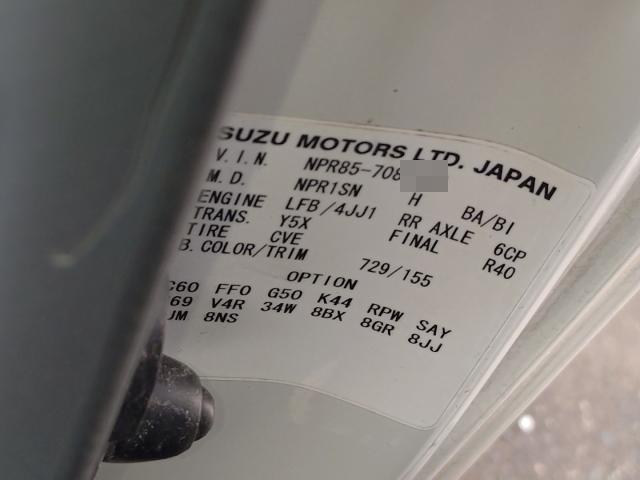 SUZU MOTORS LTD. JAPAN
V.I.N. NPR85-708
M.D. NPR1SN H BA/BI
ENGINE LFB/4JJ1 RR AXLE 6CP
TRANS. Y5X FINAL R40
TIRE CVE
B. COLOR/TRIM 729/155
OPTION
C60 FF0 G50 K44 RPW SAY
69 V4R 34W 8BX 8GR 8JJ
JM 8NS